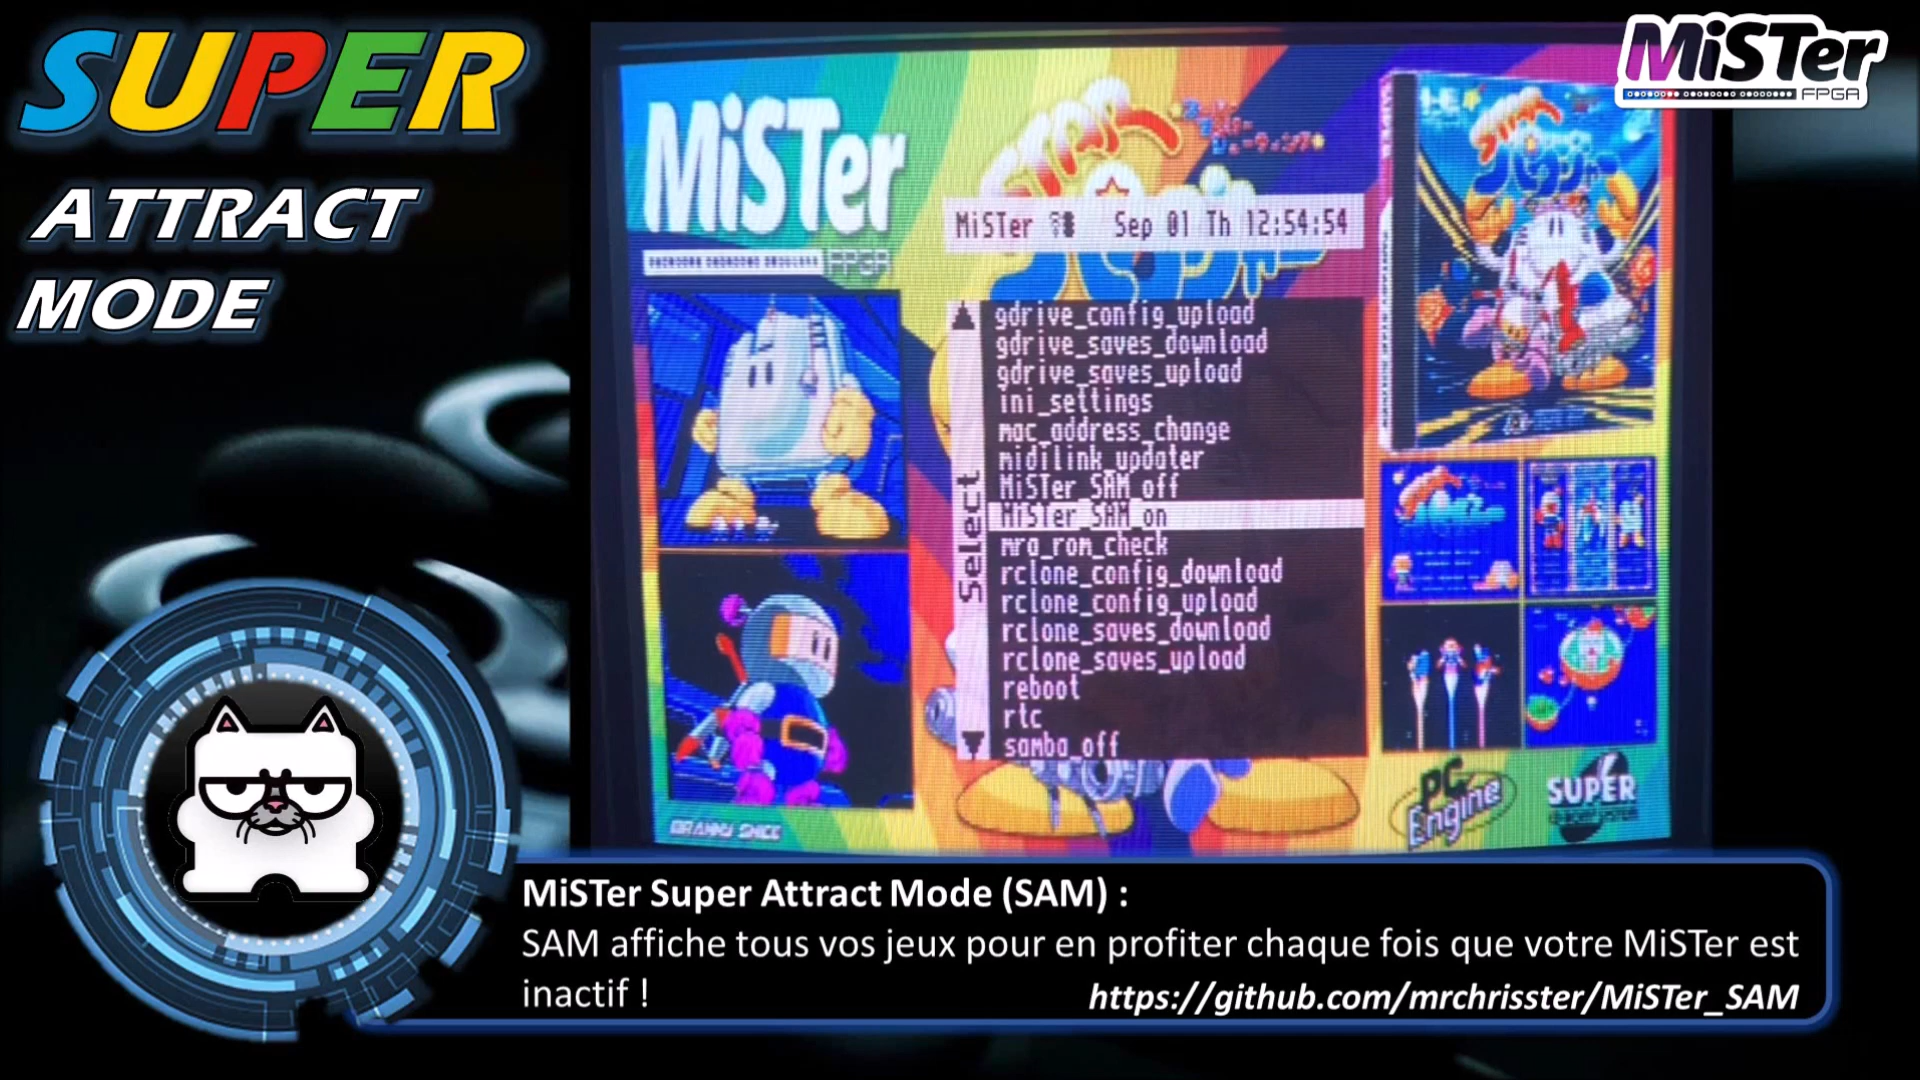 SUPER
ATTRACT
MODE
MiSTer
FPGA
MiSTer
FPGA
MiSTer Sep 01 Th 12:54:54
gdrive_config_upload
gdrive_saves_download
gdrive_saves_upload
ini_settings
mac_address_change
midilink_updater
MiSTer_SAM_off
MiSTer_SAM_on
mra_rom_check
rclone_config_download
rclone_config_upload
rclone_saves_download
rclone_saves_upload
reboot
rtc
samba_off
Select
PC
Engine
SUPER
MiSTer Super Attract Mode (SAM) :
SAM affiche tous vos jeux pour en profiter chaque fois que votre MiSTer est
inactif !
https://github.com/mrchrisster/MiSTer_SAM